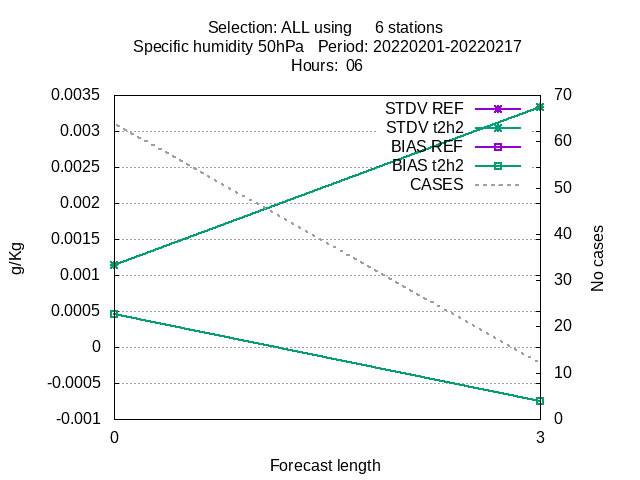 Selection: ALL using      6 stations
Specific humidity 50hPa   Period: 20220201-20220217
Hours:  06
0.0035
0.003
0.0025
0.002
0.0015
0.001
0.0005
0
-0.0005
-0.001
g/Kg
70
60
50
40
30
20
10
0
No cases
STDV REF
STDV t2h2
BIAS REF
BIAS t2h2
CASES
0
3
Forecast length